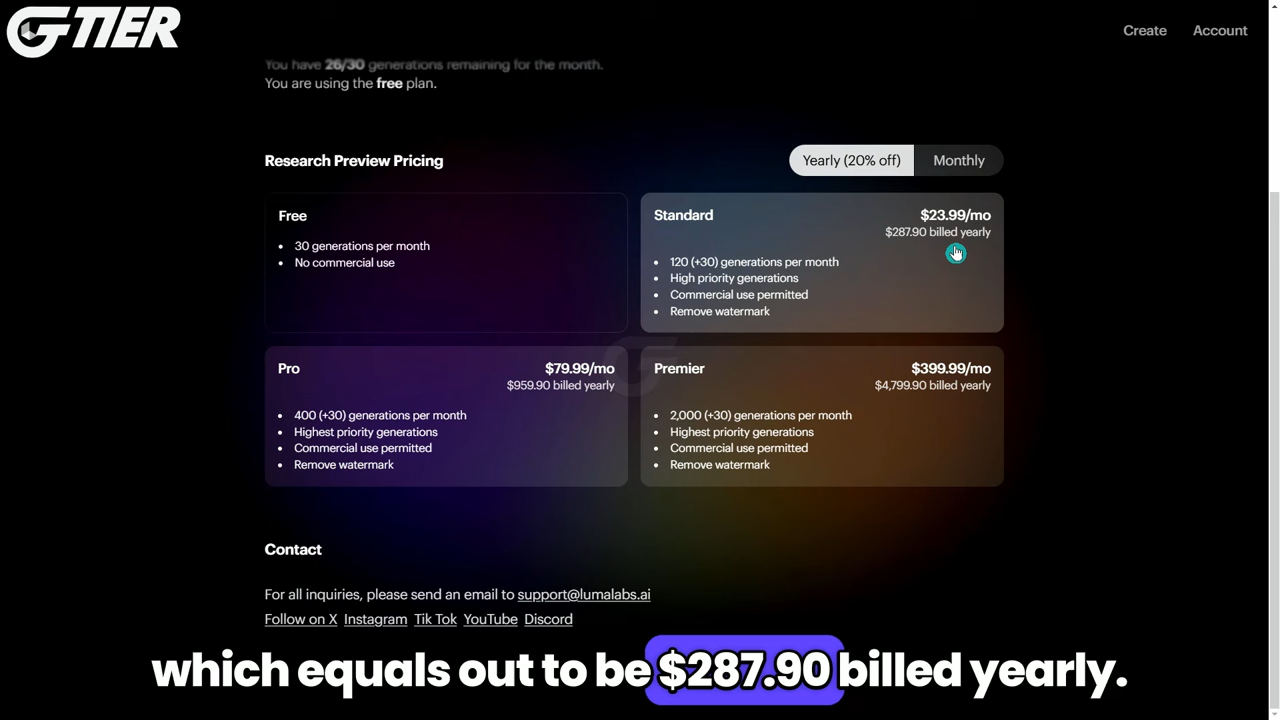 GTIER
Create Account
You have 26/30 generations remaining for the month.
You are using the free plan.
Research Preview Pricing
Yearly (20% off) Monthly
Free
• 30 generations per month
• No commercial use
Standard $23.99/mo
$287.90 billed yearly
• 120 (+30) generations per month
• High priority generations
• Commercial use permitted
• Remove watermark
Pro $79.99/mo
$959.90 billed yearly
• 400 (+30) generations per month
• Highest priority generations
• Commercial use permitted
• Remove watermark
Premier $399.99/mo
$4,799.90 billed yearly
• 2,000 (+30) generations per month
• Highest priority generations
• Commercial use permitted
• Remove watermark
Contact
For all inquiries, please send an email to support@lumalabs.ai
Follow on X Instagram Tik Tok YouTube Discord
which equals out to be $287.90 billed yearly.